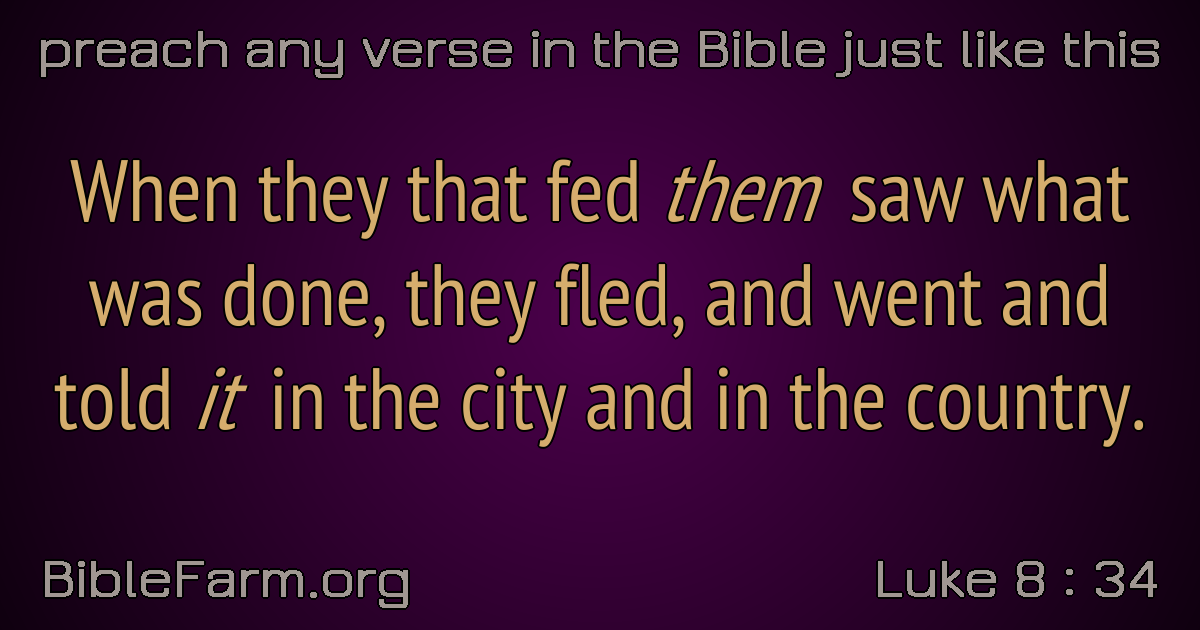 preach any verse in the Bible just like this
When they that fed them saw what
was done, they fled, and went and
told it in the city and in the country.
BibleFarm.org
Luke 8 : 34